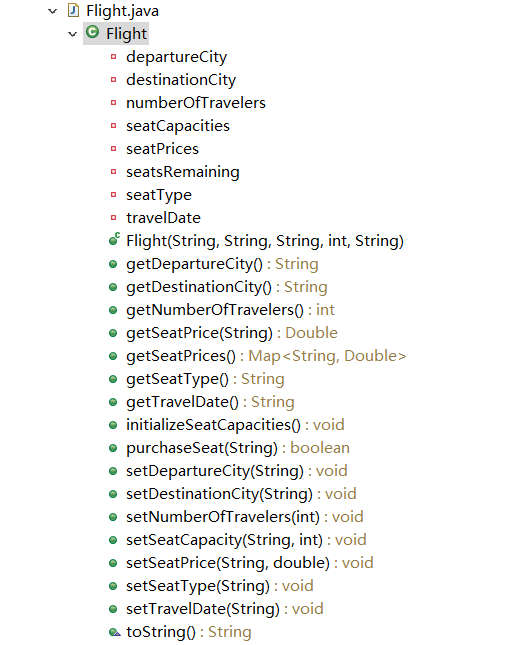 Flight.java
Flight
departureCity
destinationCity
numberOfTravelers
seatCapacities
seatPrices
seatsRemaining
seatType
travelDate
Flight(String, String, String, int, String)
getDepartureCity() : String
getDestinationCity() : String
getNumberOfTravelers() : int
getSeatPrice(String) : Double
getSeatPrices() : Map<String, Double>
getSeatType() : String
getTravelDate() : String
initializeSeatCapacities() : void
purchaseSeat(String) : boolean
setDepartureCity(String) : void
setDestinationCity(String) : void
setNumberOfTravelers(int) : void
setSeatCapacity(String, int) : void
setSeatPrice(String, double) : void
setSeatType(String) : void
setTravelDate(String) : void
toString() : String